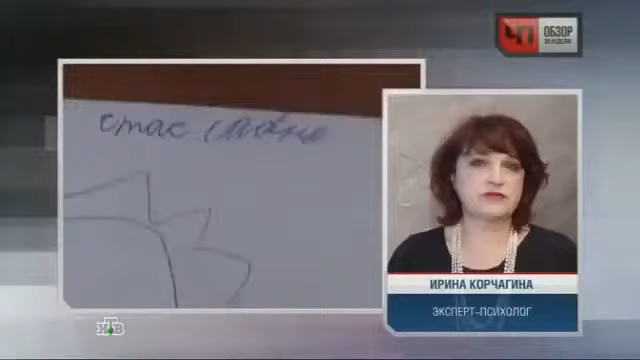 ЧП
ОБЗОР
ЗА НЕДЕЛЮ
стас
ИРИНА КОРЧАГИНА
ЭКСПЕРТ-ПСИХОЛОГ
НТВ